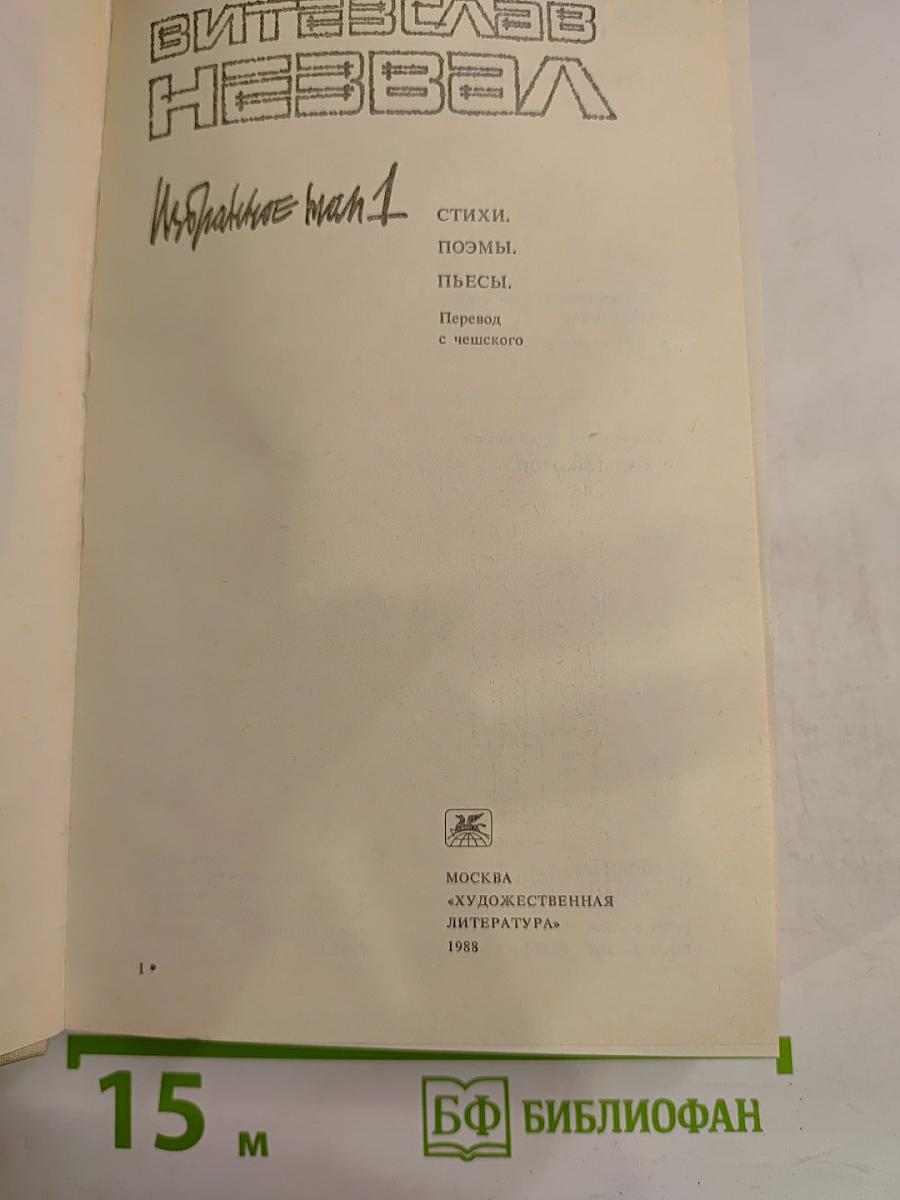 ВИТЕЗСЛАВ
НЕЗВАЛ
Избранное том 1
СТИХИ.
ПОЭМЫ.
ПЬЕСЫ.
Перевод
с чешского
МОСКВА
«ХУДОЖЕСТВЕННАЯ
ЛИТЕРАТУРА»
1988
1*
15 м
БФ БИБЛИОФАН